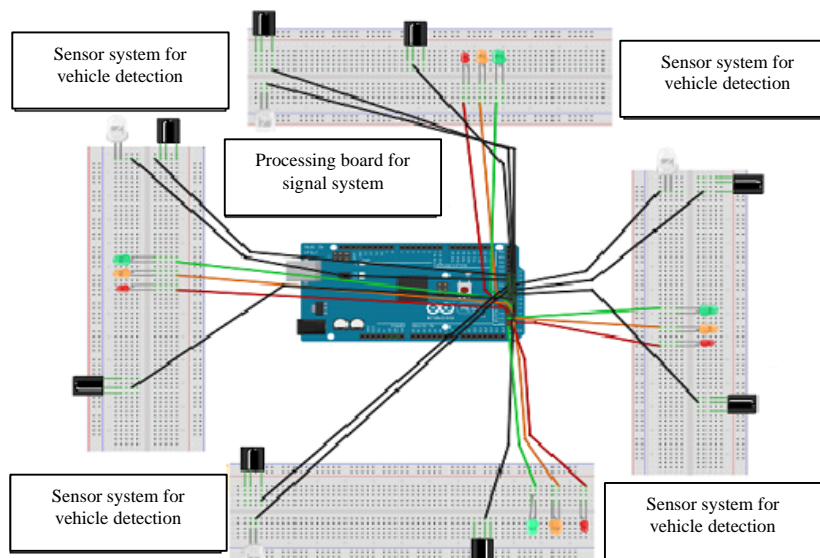 Sensor system for
vehicle detection
Sensor system for
vehicle detection
Processing board for
signal system
Sensor system for
vehicle detection
Sensor system for
vehicle detection